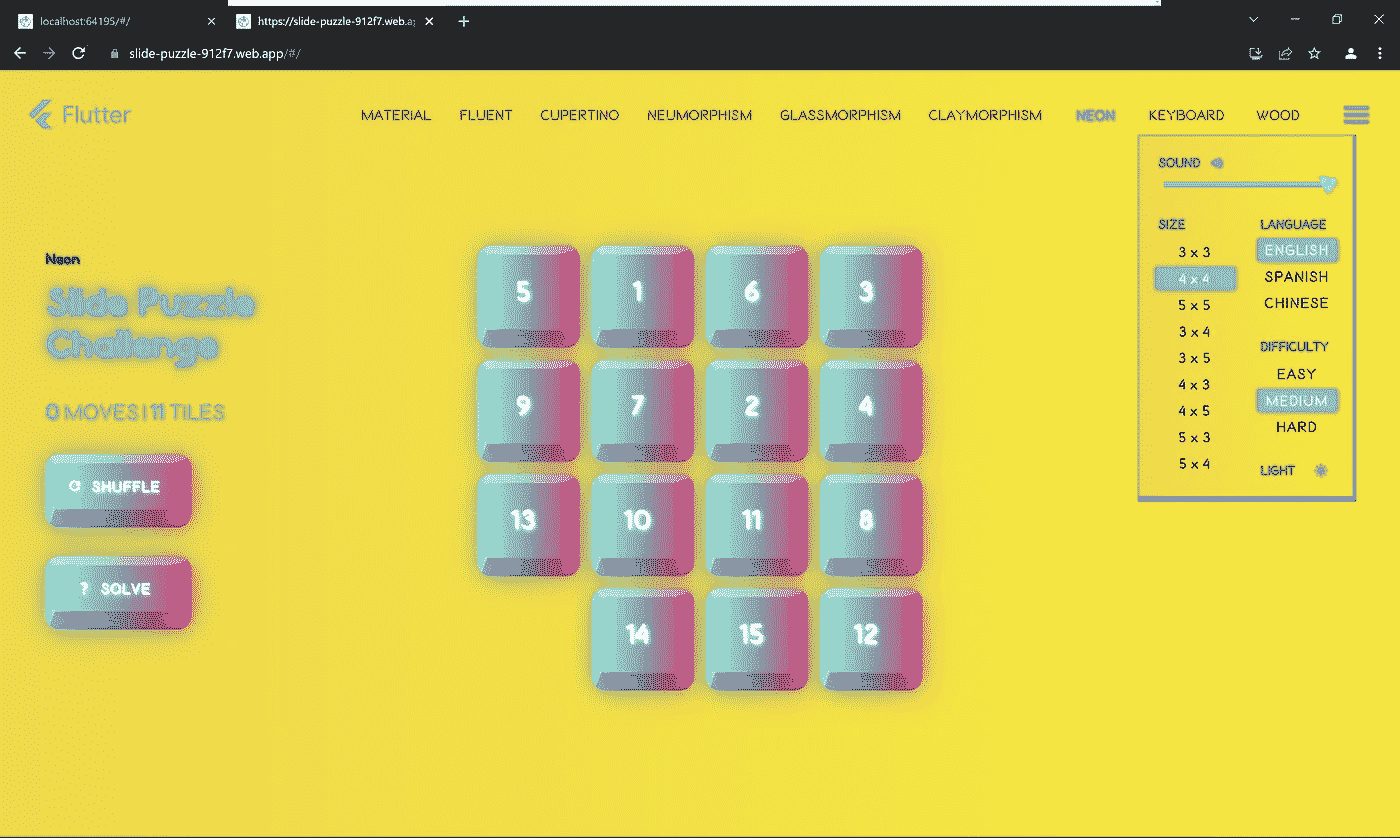 localhost:64195/#/
https://slide-puzzle-912f7.web.a
slide-puzzle-912f7.web.app/#/
Flutter
MATERIAL FLUENT CUPERTINO NEUMORPHISM GLASSMORPHISM CLAYMORPHISM NEON KEYBOARD WOOD
Neon
Slide Puzzle
Challenge
0 MOVES | 11 TILES
SHUFFLE
? SOLVE
5 1 6 3
9 7 2 4
13 10 11 8
14 15 12
SOUND
SIZE
3 x 3
4 x 4
5 x 5
3 x 4
3 x 5
4 x 3
4 x 5
5 x 3
5 x 4
LANGUAGE
ENGLISH
SPANISH
CHINESE
DIFFICULTY
EASY
MEDIUM
HARD
LIGHT